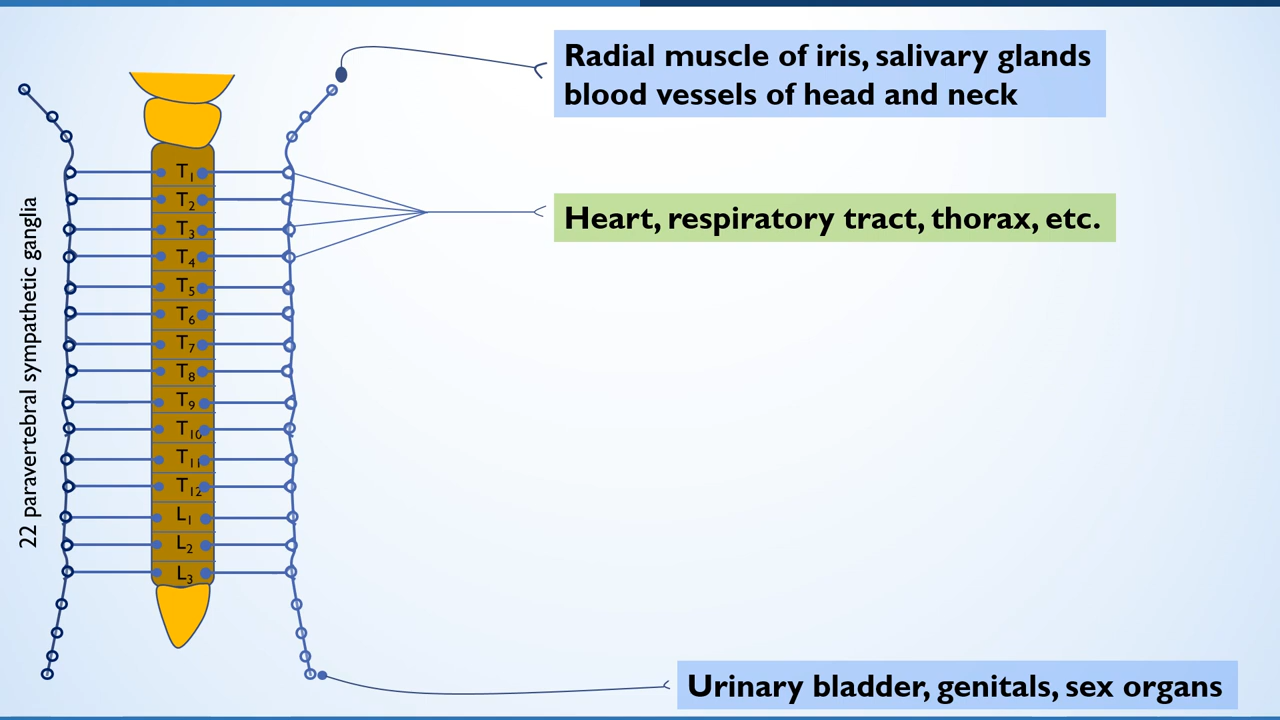 Radial muscle of iris, salivary glands
blood vessels of head and neck
Heart, respiratory tract, thorax, etc.
22 paravertebral sympathetic ganglia
T1
T2
T3
T4
T5
T6
T7
T8
T9
T10
T11
T12
L1
L2
L3
Urinary bladder, genitals, sex organs